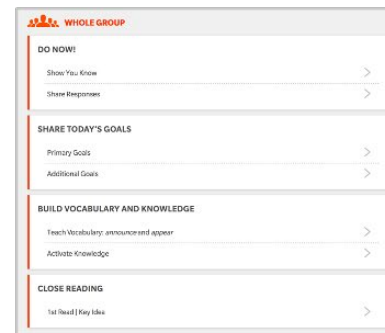 WHOLE GROUP
DO NOW!
Show You Know
Share Responses
SHARE TODAY'S GOALS
Primary Goals
Additional Goals
BUILD VOCABULARY AND KNOWLEDGE
Teach Vocabulary: announce and appear
Activate Knowledge
CLOSE READING
1st Read | Key Idea